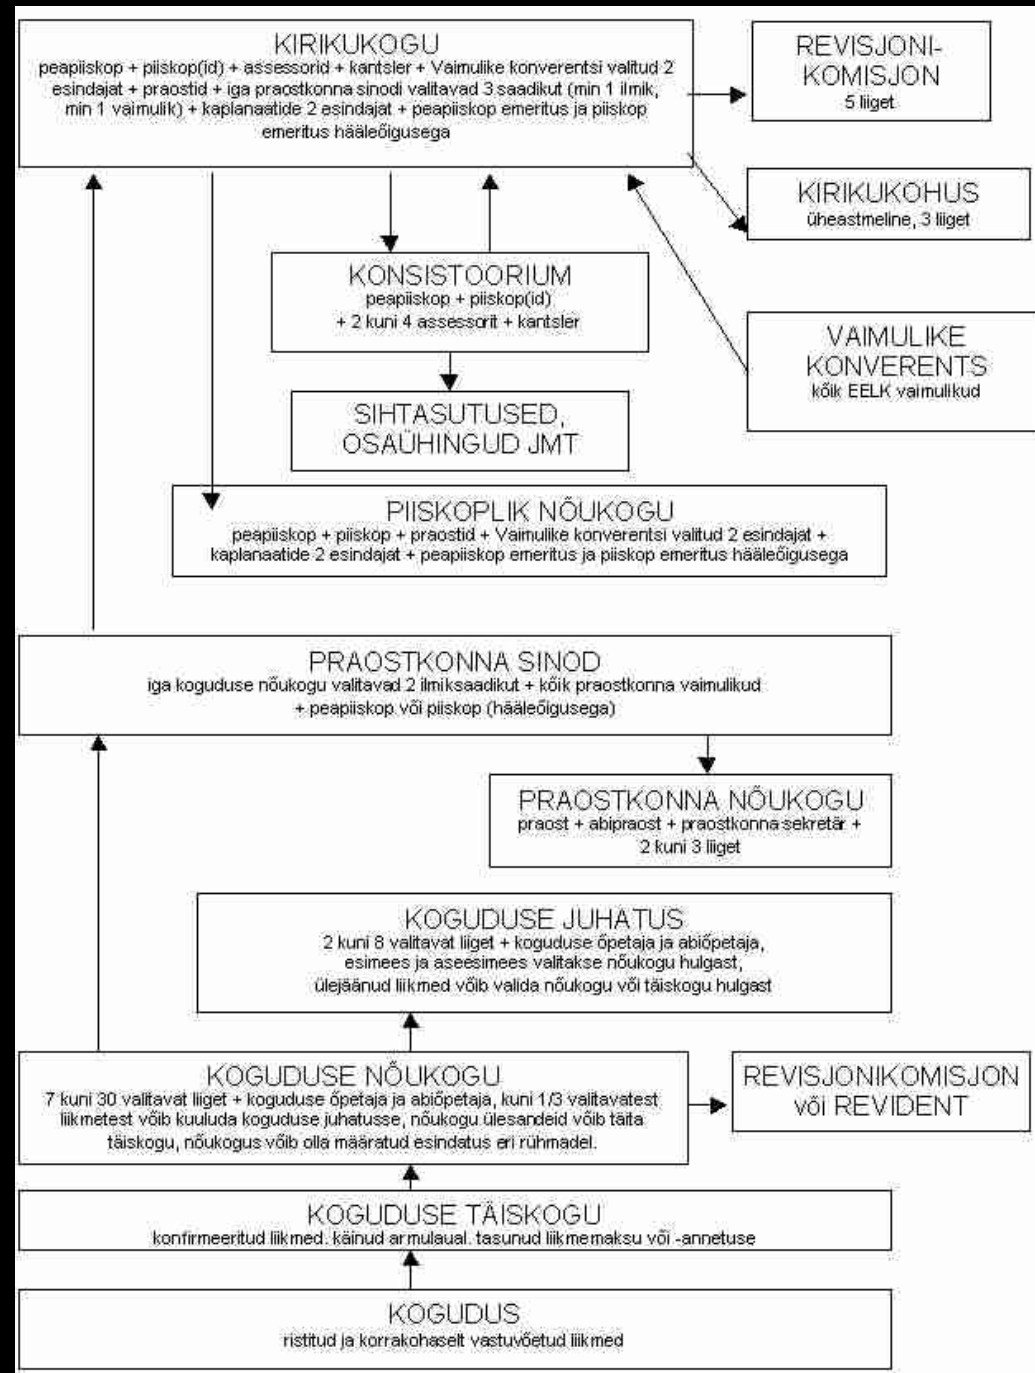 KIRIKUKOGU
peapiiskop + piiskop(id) + assessorid + kantsler + Vaimulike konverentsi valitud 2
esindajat + praostid + iga praostkonna sinodi valitavad 3 saadikut (min 1 ilmik,
min 1 vaimulik) + kaplanaatide 2 esindajat + peapiiskop emeritus ja piiskop
emeritus hääleõigusega
REVISJONI-
KOMISJON
5 liiget
KIRIKUKOHUS
üheastmeline, 3 liiget
KONSISTOORIUM
peapiiskop + piiskop(id)
+ 2 kuni 4 assessorit + kantsler
VAIMULIKE
KONVERENTS
kõik EELK vaimulikud
SIHTASUTUSED,
OSAÜHINGUD JMT
PIISKOPLIK NÕUKOGU
peapiiskop + piiskop + praostid + Vaimulike konverentsi valitud 2 esindajat +
kaplanaatide 2 esindajat + peapiiskop emeritus ja piiskop emeritus hääleõigusega
PRAOSTKONNA SINOD
iga koguduse nõukogu valitavad 2 ilmiksaadikut + kõik praostkonna vaimulikud
+ peapiiskop või piiskop (hääleõigusega)
PRAOSTKONNA NÕUKOGU
praost + abipraost + praostkonna sekretär +
2 kuni 3 liiget
KOGUDUSE JUHATUS
2 kuni 8 valitavat liiget + koguduse õpetaja ja abiõpetaja,
esimees ja aseesimees valitakse nõukogu hulgast,
ülejäänud liikmed võib valida nõukogu või täiskogu hulgast
KOGUDUSE NÕUKOGU
7 kuni 30 valitavat liiget + koguduse õpetaja ja abiõpetaja, kuni 1/3 valitavatest
liikmetest võib kuuluda koguduse juhatusse, nõukogu ülesandeid võib täita
täiskogu, nõukogus võib olla määratud esindatus eri rühmadel.
REVISJONIKOMISJON
või REVIDENT
KOGUDUSE TÄISKOGU
konfirmeeritud liikmed. käinud armulaual. tasunud liikmemaksu või -annetuse
KOGUDUS
ristitud ja korrakohaselt vastuvõetud liikmed